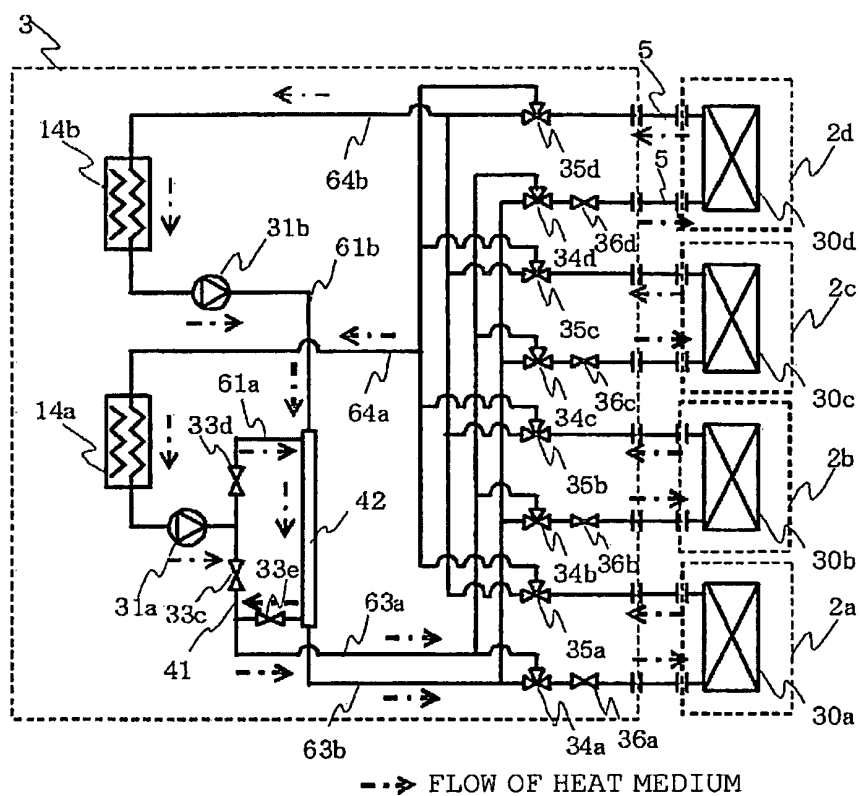 3
5
14b
2d
35d
64b
5
31b
61b
34d
36d
30d
35c
2c
61a
64a
14a
34c
36c
30c
33d
35b
2b
42
34b
36b
30b
31a
33e
33c
63a
35a
2a
41
63b
34a
36a
30a
FLOW OF HEAT MEDIUM